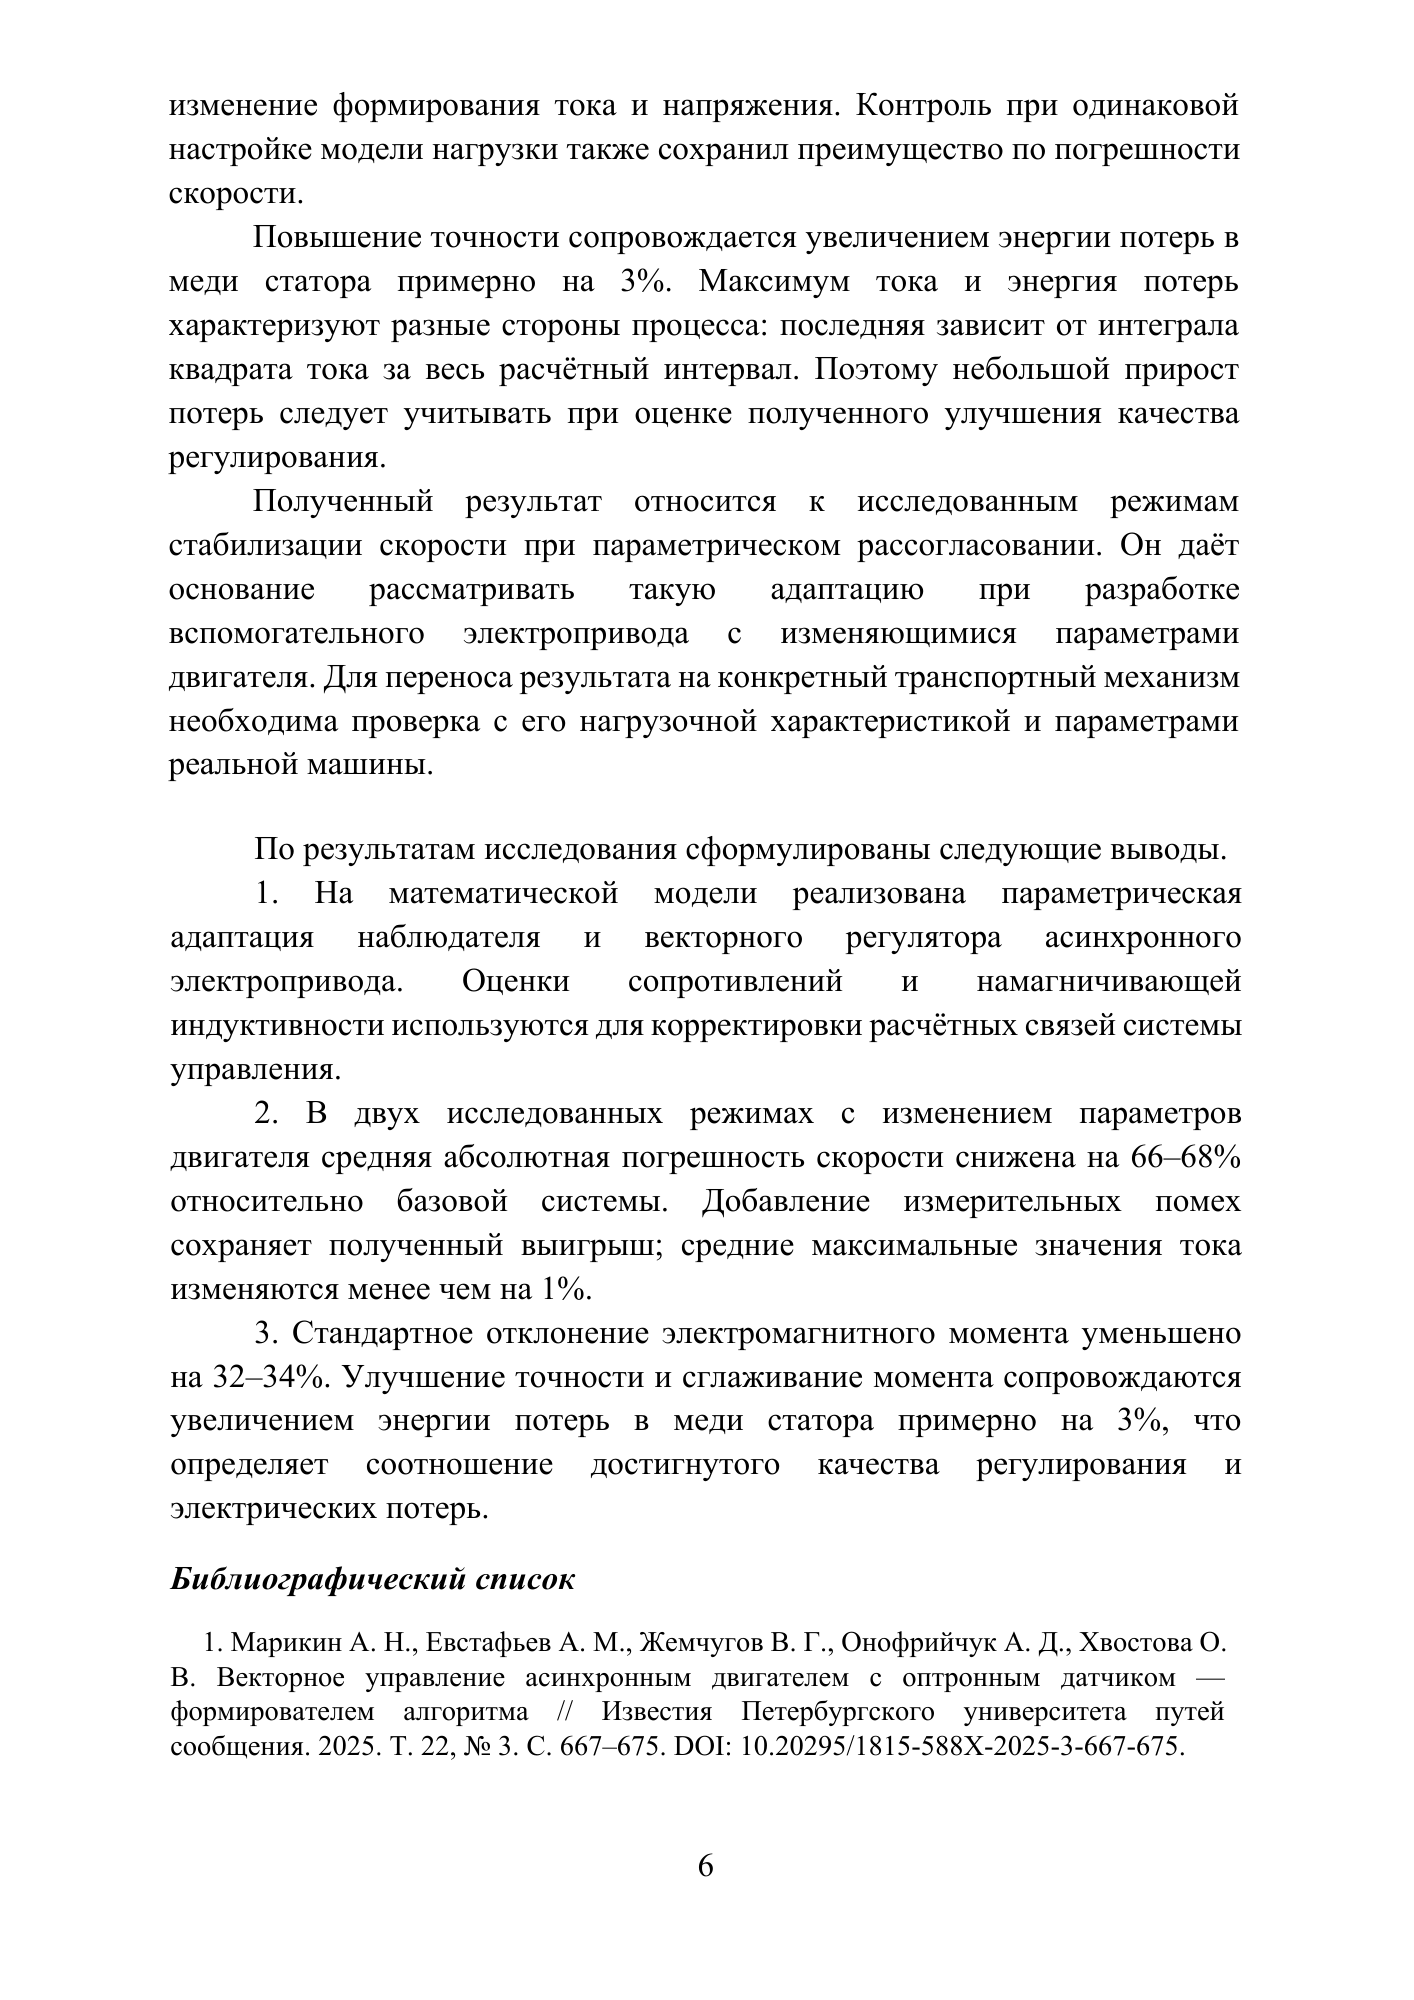 изменение формирования тока и напряжения. Контроль при одинаковой
настройке модели нагрузки также сохранил преимущество по погрешности
скорости.
Повышение точности сопровождается увеличением энергии потерь в
меди статора примерно на 3%. Максимум тока и энергия потерь
характеризуют разные стороны процесса: последняя зависит от интеграла
квадрата тока за весь расчётный интервал. Поэтому небольшой прирост
потерь следует учитывать при оценке полученного улучшения качества
регулирования.
Полученный результат относится к исследованным режимам
стабилизации скорости при параметрическом рассогласовании. Он даёт
основание рассматривать такую адаптацию при разработке
вспомогательного электропривода с изменяющимися параметрами
двигателя. Для переноса результата на конкретный транспортный механизм
необходима проверка с его нагрузочной характеристикой и параметрами
реальной машины.
По результатам исследования сформулированы следующие выводы.
1. На математической модели реализована параметрическая
адаптация наблюдателя и векторного регулятора асинхронного
электропривода. Оценки сопротивлений и намагничивающей
индуктивности используются для корректировки расчётных связей системы
управления.
2. В двух исследованных режимах с изменением параметров
двигателя средняя абсолютная погрешность скорости снижена на 66–68%
относительно базовой системы. Добавление измерительных помех
сохраняет полученный выигрыш; средние максимальные значения тока
изменяются менее чем на 1%.
3. Стандартное отклонение электромагнитного момента уменьшено
на 32–34%. Улучшение точности и сглаживание момента сопровождаются
увеличением энергии потерь в меди статора примерно на 3%, что
определяет соотношение достигнутого качества регулирования и
электрических потерь.
Библиографический список
1. Марикин А. Н., Евстафьев А. М., Жемчугов В. Г., Онофрийчук А. Д., Хвостова О.
В. Векторное управление асинхронным двигателем с оптронным датчиком —
формирователем алгоритма // Известия Петербургского университета путей
сообщения. 2025. Т. 22, № 3. С. 667–675. DOI: 10.20295/1815-588X-2025-3-667-675.
6